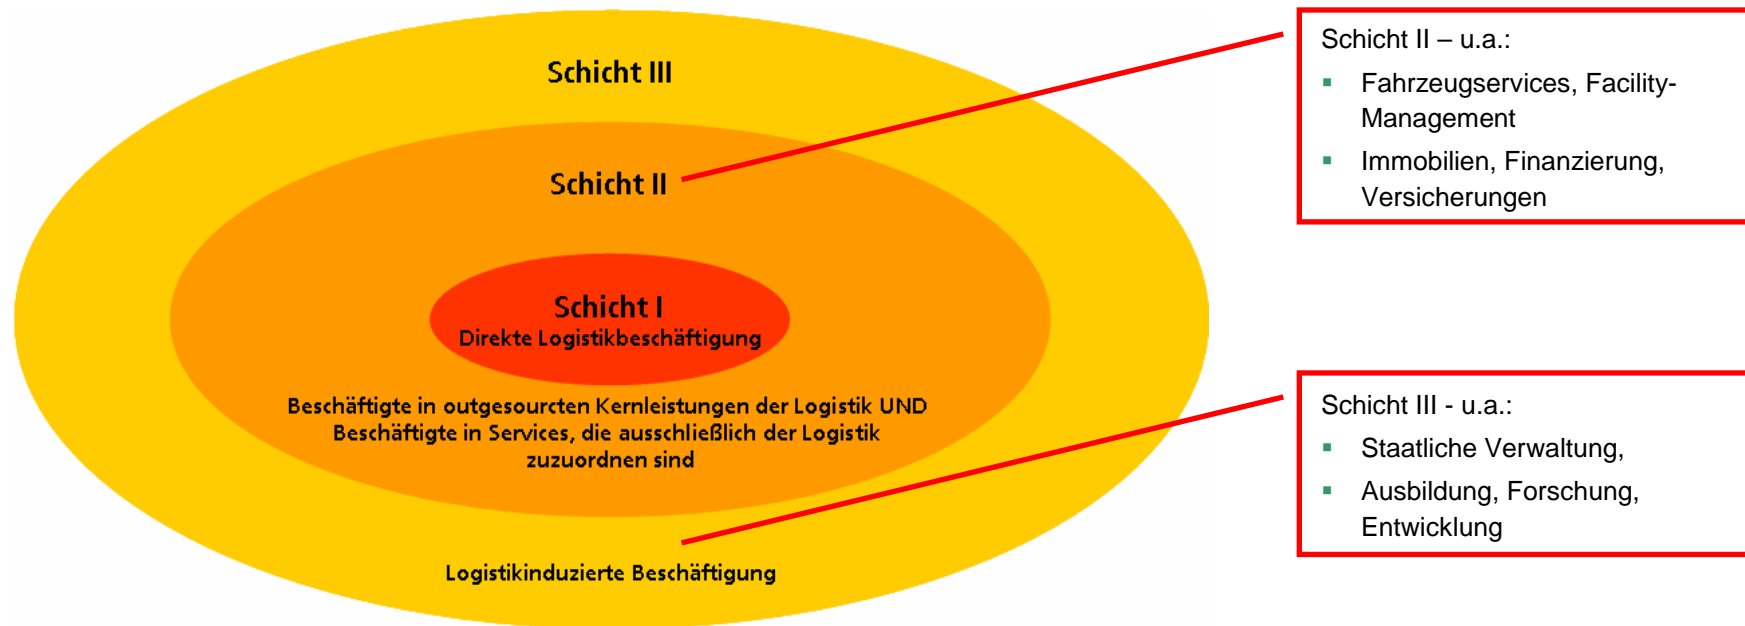 Schicht III
Schicht II
Schicht I
Direkte Logistikbeschäftigung
Beschäftigte in outgesourcten Kernleistungen der Logistik UND
Beschäftigte in Services, die ausschließlich der Logistik
zuzuordnen sind
Logistikinduzierte Beschäftigung
Schicht II – u.a.:
▪ Fahrzeugservices, Facility-
Management
▪ Immobilien, Finanzierung,
Versicherungen
Schicht III - u.a.:
▪ Staatliche Verwaltung,
▪ Ausbildung, Forschung,
Entwicklung